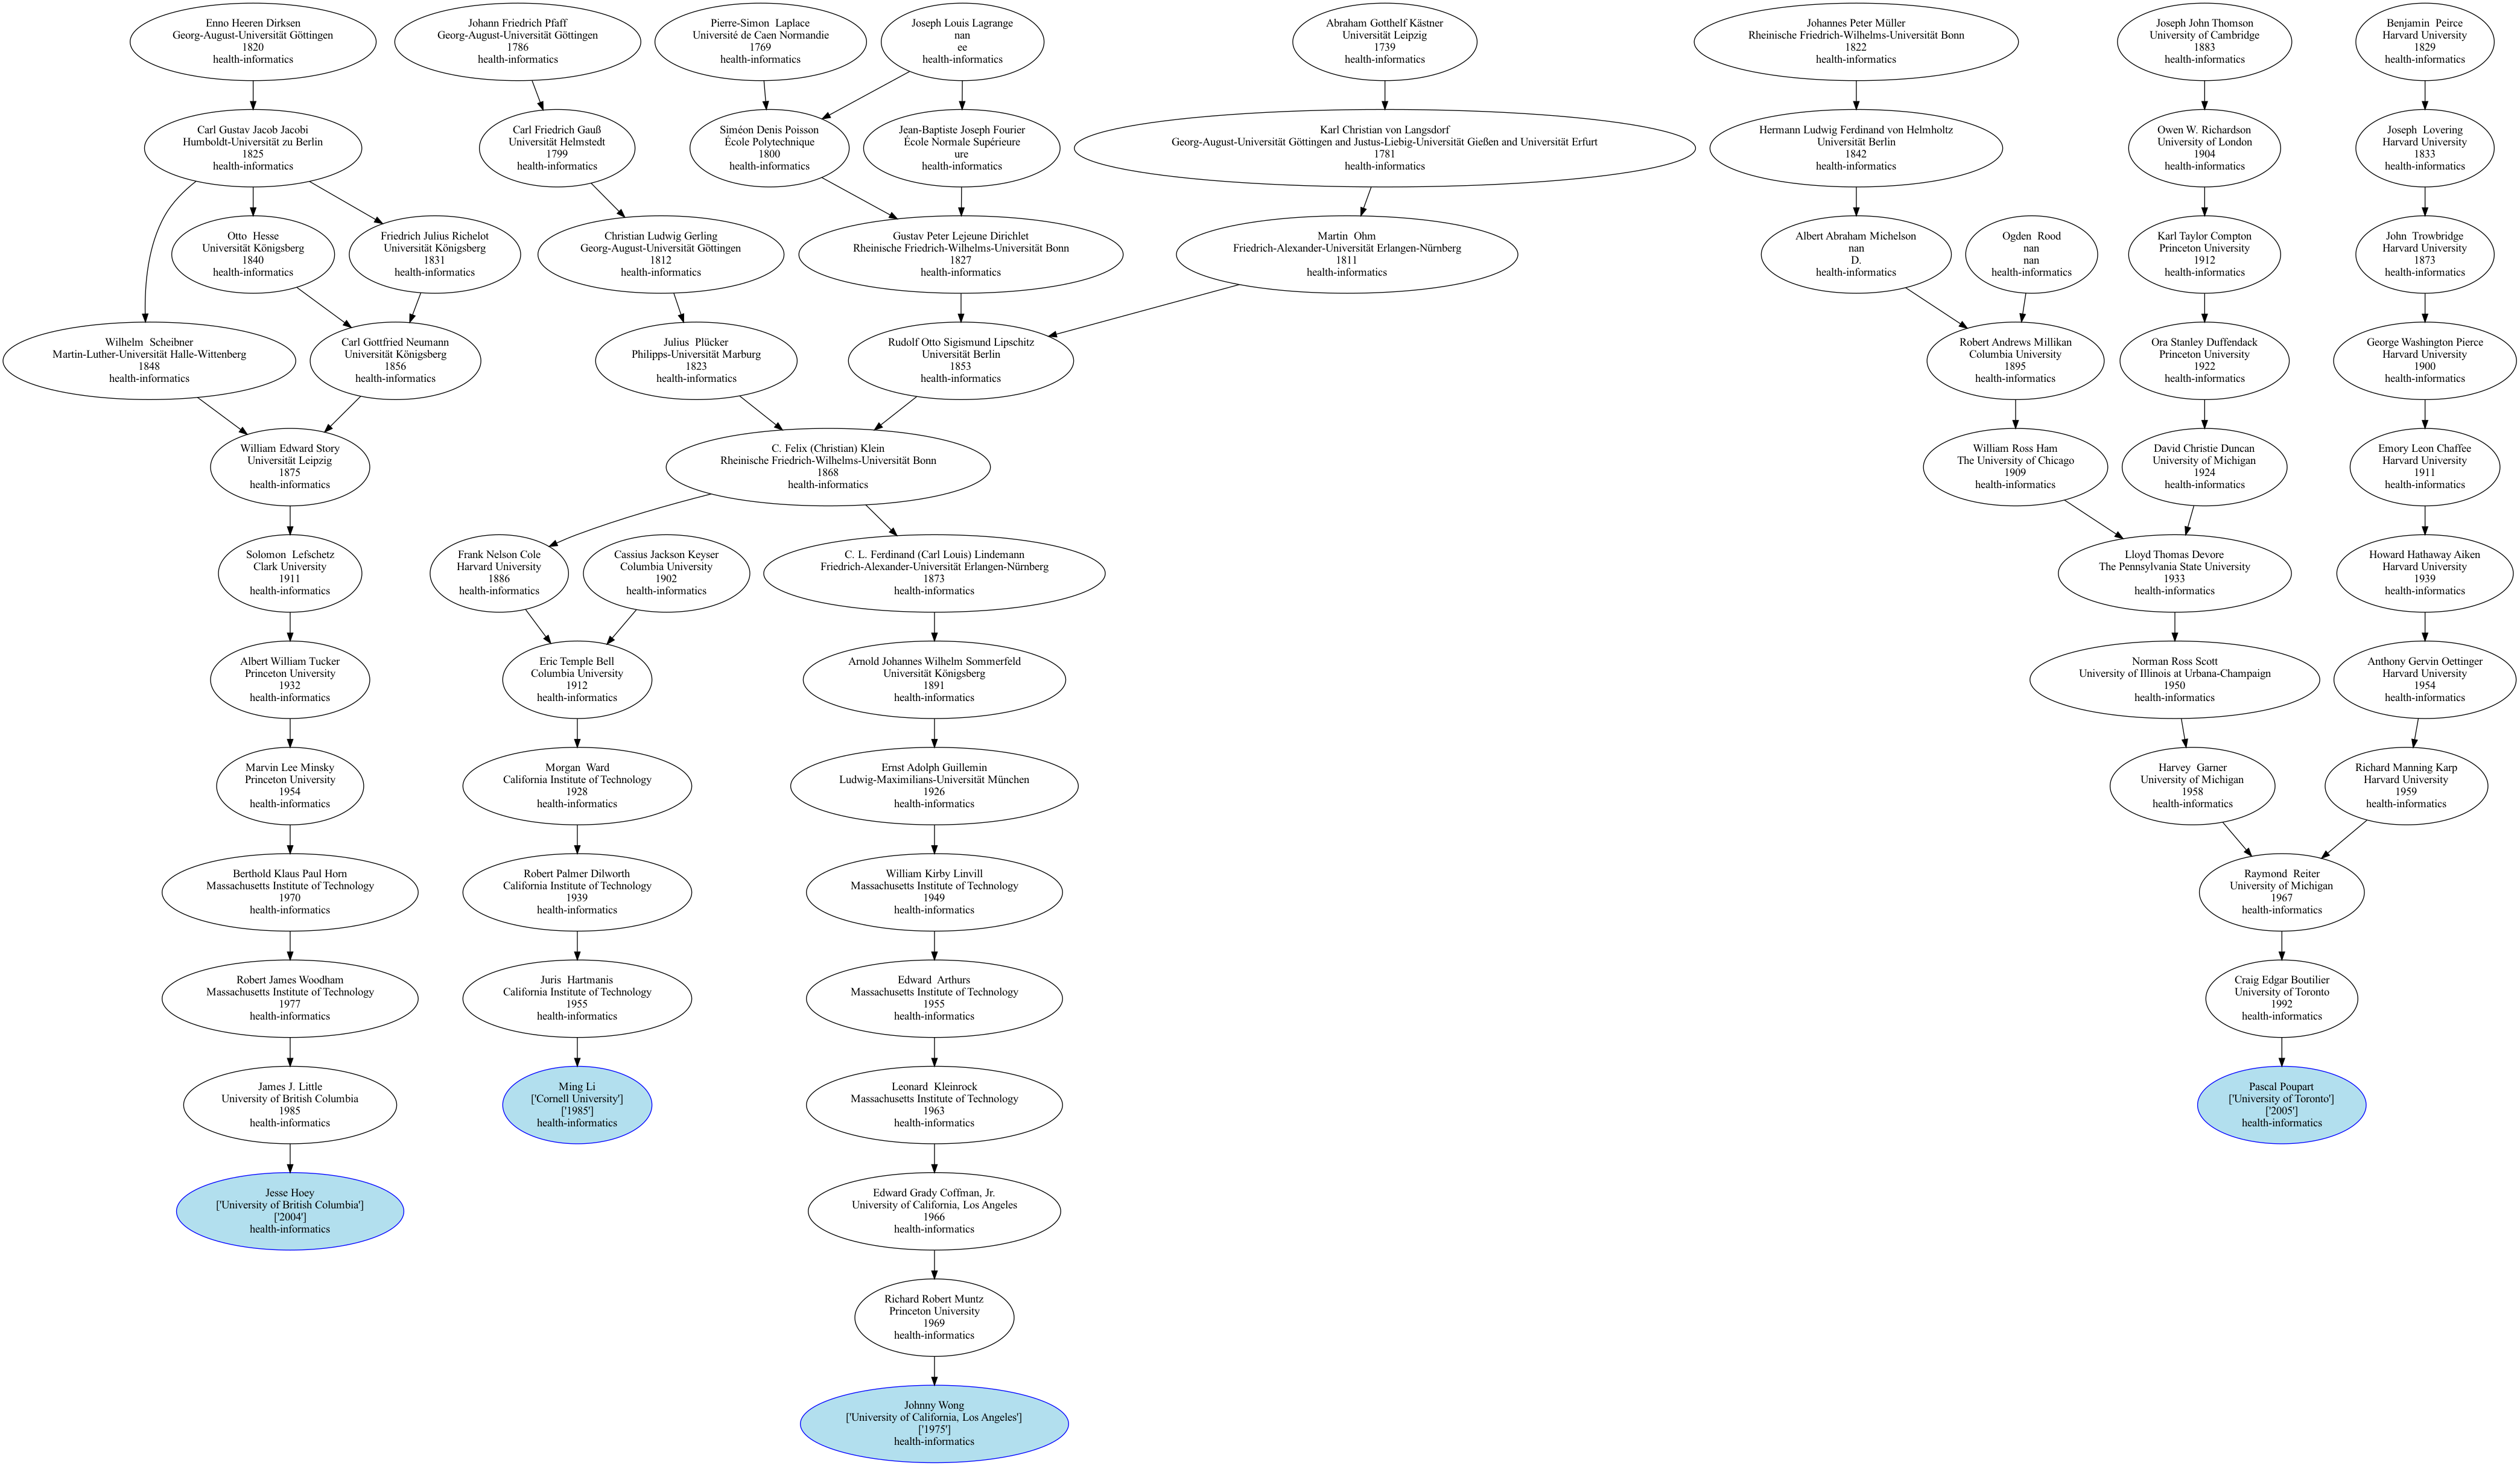 Enno Heeren Dirksen
Georg-August-Universität Göttingen
1820
health-informatics
Johann Friedrich Pfaff
Georg-August-Universität Göttingen
1786
health-informatics
Pierre-Simon  Laplace
Université de Caen Normandie
1769
health-informatics
Joseph Louis Lagrange
nan
ee
health-informatics
Abraham Gotthelf Kästner
Universität Leipzig
1739
health-informatics
Johannes Peter Müller
Rheinische Friedrich-Wilhelms-Universität Bonn
1822
health-informatics
Joseph John Thomson
University of Cambridge
1883
health-informatics
Benjamin  Peirce
Harvard University
1829
health-informatics
Carl Gustav Jacob Jacobi
Humboldt-Universität zu Berlin
1825
health-informatics
Carl Friedrich Gauß
Universität Helmstedt
1799
health-informatics
Siméon Denis Poisson
École Polytechnique
1800
health-informatics
Jean-Baptiste Joseph Fourier
École Normale Supérieure
ure
health-informatics
Karl Christian von Langsdorf
Georg-August-Universität Göttingen and Justus-Liebig-Universität Gießen and Universität Erfurt
1781
health-informatics
Hermann Ludwig Ferdinand von Helmholtz
Universität Berlin
1842
health-informatics
Owen W. Richardson
University of London
1904
health-informatics
Joseph  Lovering
Harvard University
1833
health-informatics
Otto  Hesse
Universität Königsberg
1840
health-informatics
Friedrich Julius Richelot
Universität Königsberg
1831
health-informatics
Christian Ludwig Gerling
Georg-August-Universität Göttingen
1812
health-informatics
Gustav Peter Lejeune Dirichlet
Rheinische Friedrich-Wilhelms-Universität Bonn
1827
health-informatics
Martin  Ohm
Friedrich-Alexander-Universität Erlangen-Nürnberg
1811
health-informatics
Albert Abraham Michelson
nan
D.
health-informatics
Ogden  Rood
nan
nan
health-informatics
Karl Taylor Compton
Princeton University
1912
health-informatics
John  Trowbridge
Harvard University
1873
health-informatics
Wilhelm  Scheibner
Martin-Luther-Universität Halle-Wittenberg
1848
health-informatics
Carl Gottfried Neumann
Universität Königsberg
1856
health-informatics
Julius  Plücker
Philipps-Universität Marburg
1823
health-informatics
Rudolf Otto Sigismund Lipschitz
Universität Berlin
1853
health-informatics
Robert Andrews Millikan
Columbia University
1895
health-informatics
Ora Stanley Duffendack
Princeton University
1922
health-informatics
George Washington Pierce
Harvard University
1900
health-informatics
William Edward Story
Universität Leipzig
1875
health-informatics
C. Felix (Christian) Klein
Rheinische Friedrich-Wilhelms-Universität Bonn
1868
health-informatics
William Ross Ham
The University of Chicago
1909
health-informatics
David Christie Duncan
University of Michigan
1924
health-informatics
Emory Leon Chaffee
Harvard University
1911
health-informatics
Solomon  Lefschetz
Clark University
1911
health-informatics
Frank Nelson Cole
Harvard University
1886
health-informatics
Cassius Jackson Keyser
Columbia University
1902
health-informatics
C. L. Ferdinand (Carl Louis) Lindemann
Friedrich-Alexander-Universität Erlangen-Nürnberg
1873
health-informatics
Lloyd Thomas Devore
The Pennsylvania State University
1933
health-informatics
Howard Hathaway Aiken
Harvard University
1939
health-informatics
Albert William Tucker
Princeton University
1932
health-informatics
Eric Temple Bell
Columbia University
1912
health-informatics
Arnold Johannes Wilhelm Sommerfeld
Universität Königsberg
1891
health-informatics
Norman Ross Scott
University of Illinois at Urbana-Champaign
1950
health-informatics
Anthony Gervin Oettinger
Harvard University
1954
health-informatics
Marvin Lee Minsky
Princeton University
1954
health-informatics
Morgan  Ward
California Institute of Technology
1928
health-informatics
Ernst Adolph Guillemin
Ludwig-Maximilians-Universität München
1926
health-informatics
Harvey  Garner
University of Michigan
1958
health-informatics
Richard Manning Karp
Harvard University
1959
health-informatics
Berthold Klaus Paul Horn
Massachusetts Institute of Technology
1970
health-informatics
Robert Palmer Dilworth
California Institute of Technology
1939
health-informatics
William Kirby Linvill
Massachusetts Institute of Technology
1949
health-informatics
Raymond  Reiter
University of Michigan
1967
health-informatics
Robert James Woodham
Massachusetts Institute of Technology
1977
health-informatics
Juris  Hartmanis
California Institute of Technology
1955
health-informatics
Edward  Arthurs
Massachusetts Institute of Technology
1955
health-informatics
Craig Edgar Boutilier
University of Toronto
1992
health-informatics
James J. Little
University of British Columbia
1985
health-informatics
Ming Li
['Cornell University']
['1985']
health-informatics
Leonard  Kleinrock
Massachusetts Institute of Technology
1963
health-informatics
Pascal Poupart
['University of Toronto']
['2005']
health-informatics
Jesse Hoey
['University of British Columbia']
['2004']
health-informatics
Edward Grady Coffman, Jr.
University of California, Los Angeles
1966
health-informatics
Richard Robert Muntz
Princeton University
1969
health-informatics
Johnny Wong
['University of California, Los Angeles']
['1975']
health-informatics